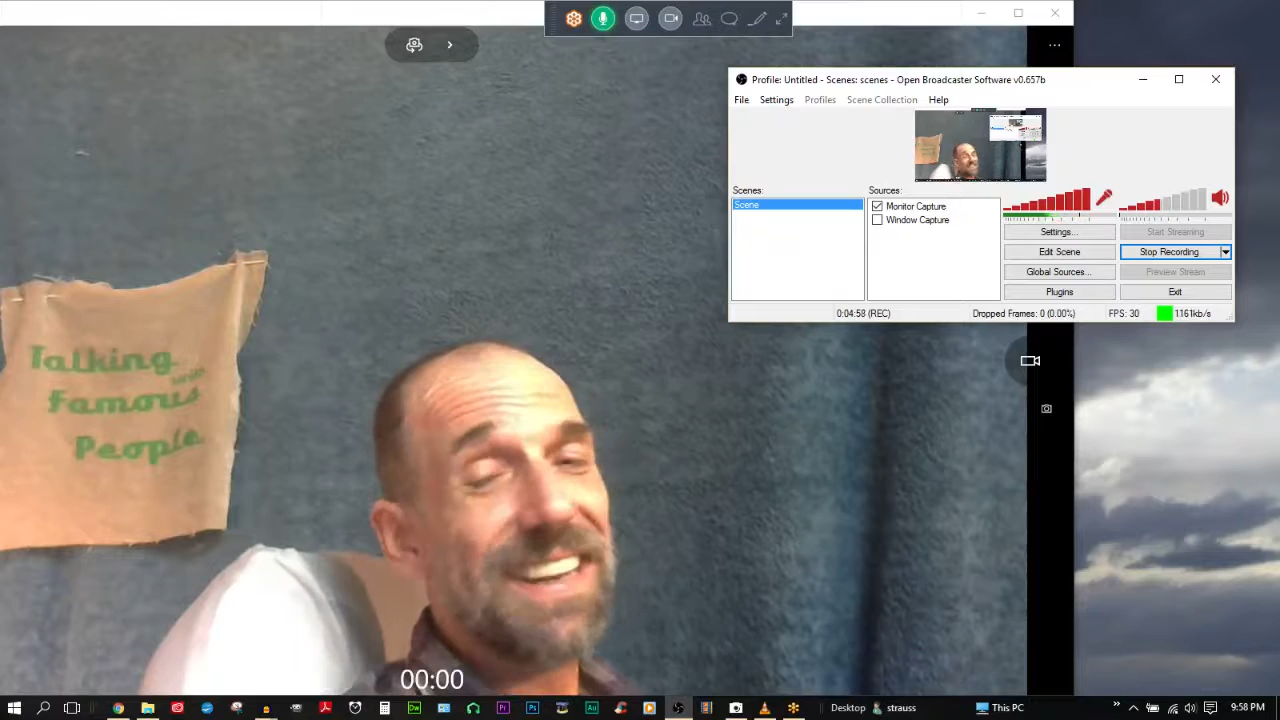 Profile: Untitled - Scenes: scenes - Open Broadcaster Software v0.657b
File Settings Profiles Scene Collection Help
Scenes:
Scene
Sources:
Monitor Capture
Window Capture
Settings...
Start Streaming
Edit Scene
Stop Recording
Global Sources...
Preview Stream
Plugins
Exit
0:04:58 (REC)
Dropped Frames: 0 (0.00%)
FPS: 30
1161kb/s
Talking
with
Famous
People
00:00
Desktop
strauss
This PC
9:58 PM